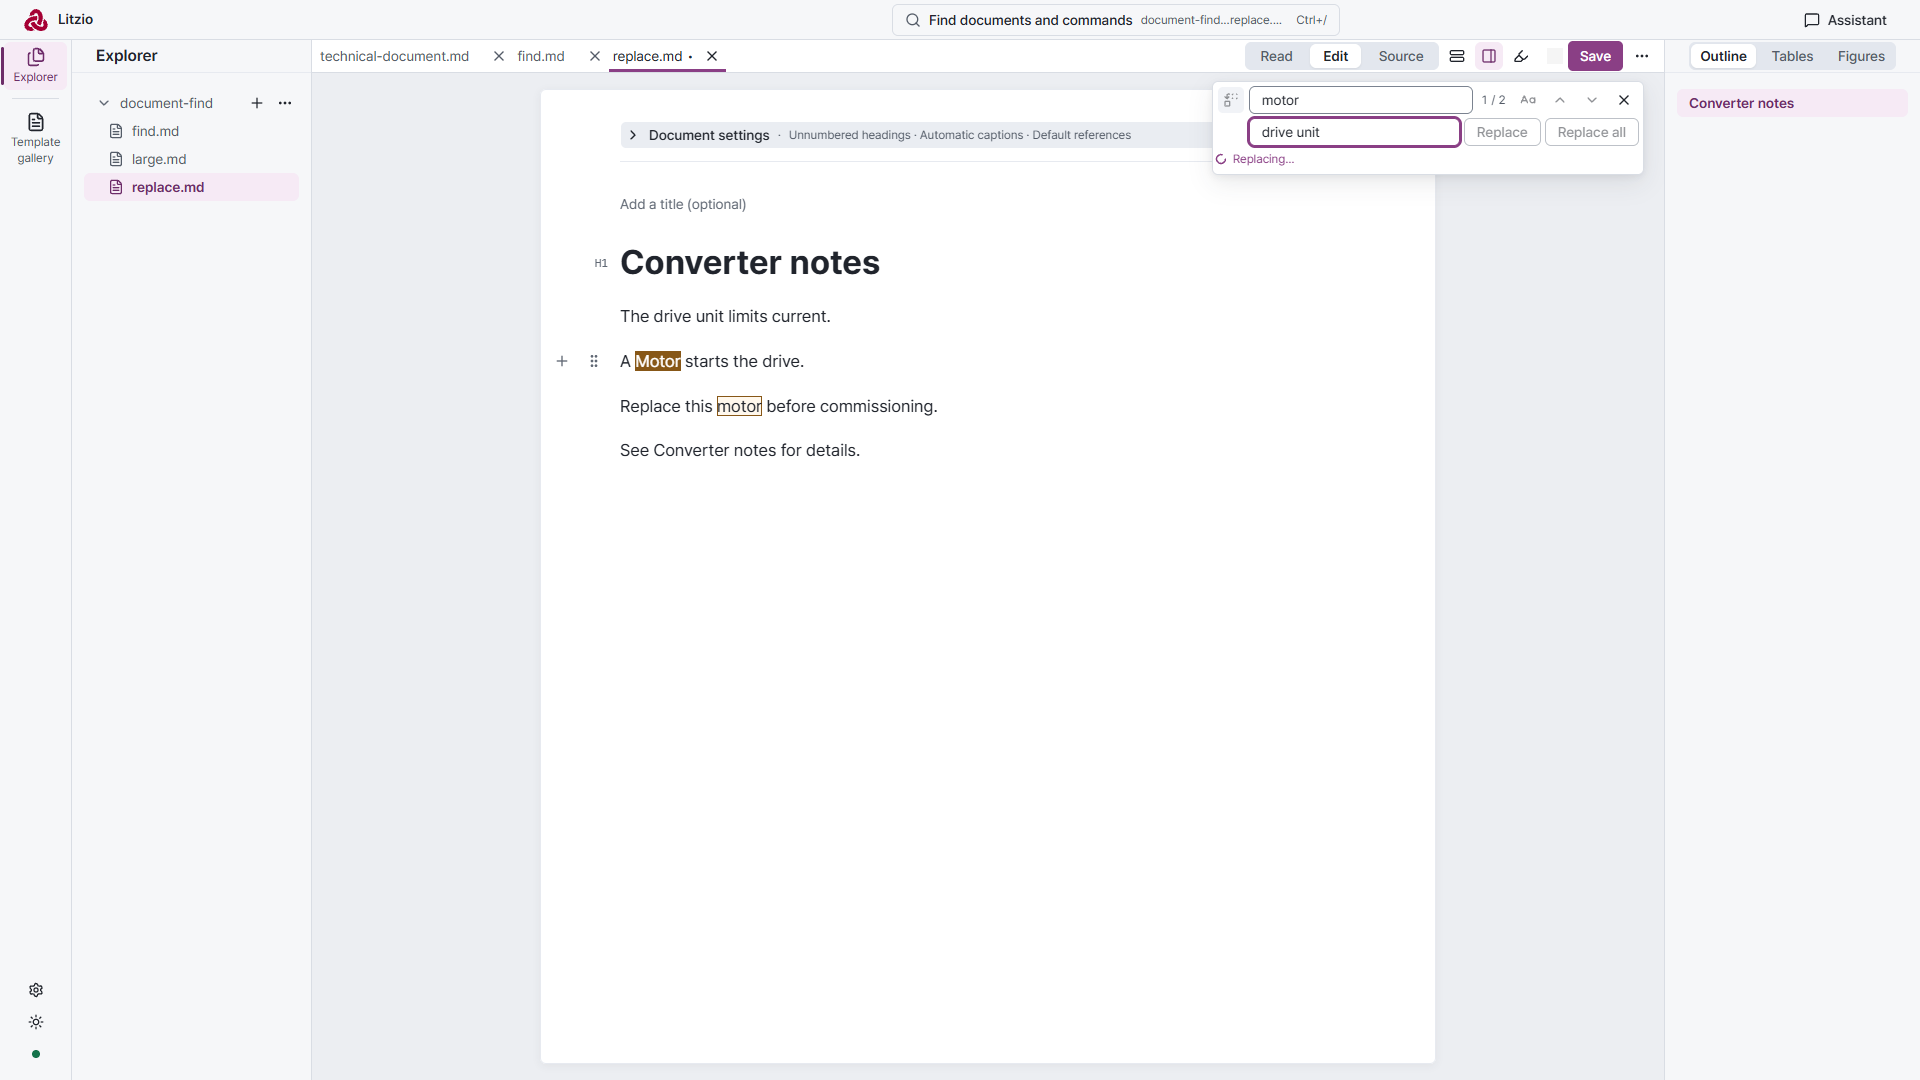 Litzio
Find documents and commands document-find...replace.... Ctrl+/
Assistant
Explorer
Template
gallery
Explorer
document-find
find.md
large.md
replace.md
technical-document.md
find.md
replace.md •
Read Edit Source
Save
motor
1 / 2
Aa
drive unit
Replace
Replace all
Replacing...
Document settings · Unnumbered headings · Automatic captions · Default references
Add a title (optional)
H1 Converter notes
The drive unit limits current.
A Motor starts the drive.
Replace this motor before commissioning.
See Converter notes for details.
Outline Tables Figures
Converter notes